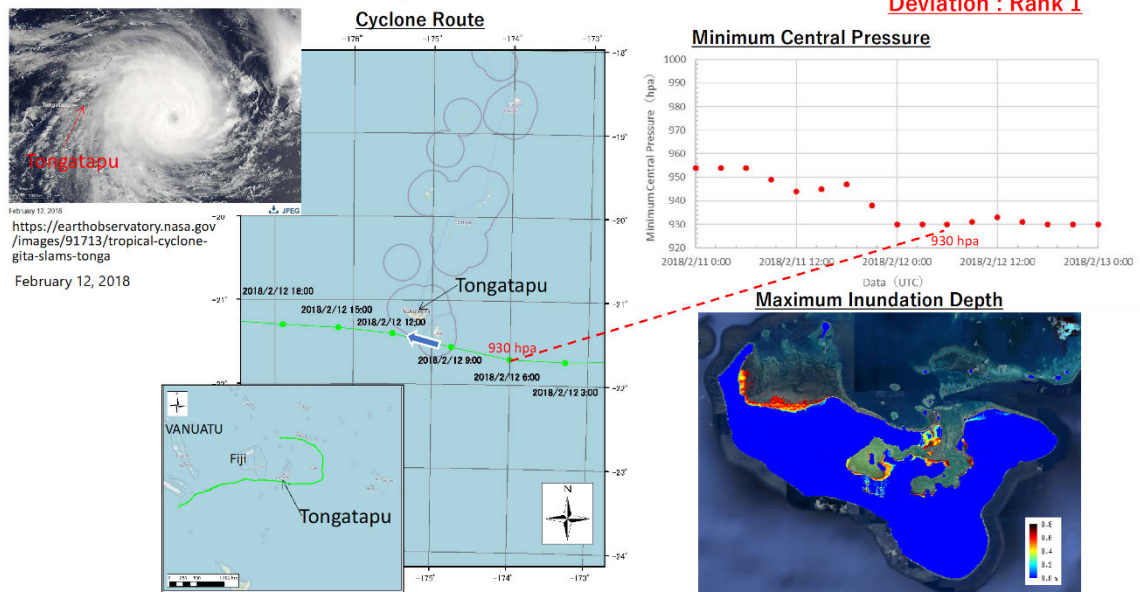 Deviation : Rank 1
Cyclone Route
Minimum Central Pressure
Tongatapu
Tongatapu
February 12, 2018
JPEG
https://earthobservatory.nasa.gov
/images/91713/tropical-cyclone-
gita-slams-tonga
February 12, 2018
-176°
-175°
-174°
-173°
-18°
-19°
-20°
-20°
-21°
-21°
-22°
-23°
-24°
-175°
-174°
-173°
Tongatapu
2018/2/12 18:00
2018/2/12 15:00
2018/2/12 12:00
2018/2/12 9:00
930 hpa
2018/2/12 6:00
2018/2/12 3:00
N
VANUATU
Fiji
Tongatapu
Minimum Central Pressure (hpa)
1000
990
980
970
960
950
940
930
920
930 hpa
2018/2/11 0:00
2018/2/11 12:00
2018/2/12 0:00
2018/2/12 12:00
2018/2/13 0:00
Data (UTC)
Maximum Inundation Depth
0.8
0.6
0.4
0.2